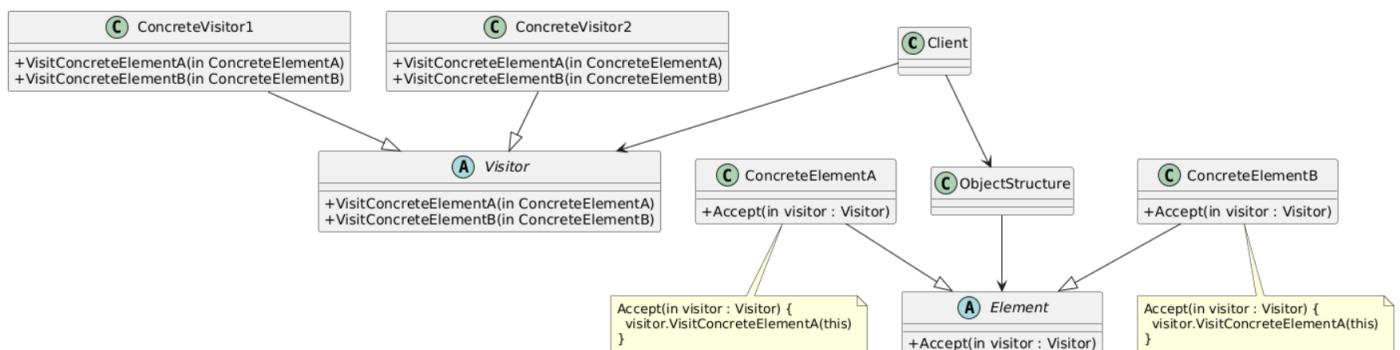 C ConcreteVisitor1
+VisitConcreteElementA(in ConcreteElementA)
+VisitConcreteElementB(in ConcreteElementB)
C ConcreteVisitor2
+VisitConcreteElementA(in ConcreteElementA)
+VisitConcreteElementB(in ConcreteElementB)
C Client
A Visitor
+VisitConcreteElementA(in ConcreteElementA)
+VisitConcreteElementB(in ConcreteElementB)
C ConcreteElementA
+Accept(in visitor : Visitor)
C ObjectStructure
C ConcreteElementB
+Accept(in visitor : Visitor)
Accept(in visitor : Visitor) {
visitor.VisitConcreteElementA(this)
}
A Element
+Accept(in visitor : Visitor)
Accept(in visitor : Visitor) {
visitor.VisitConcreteElementA(this)
}